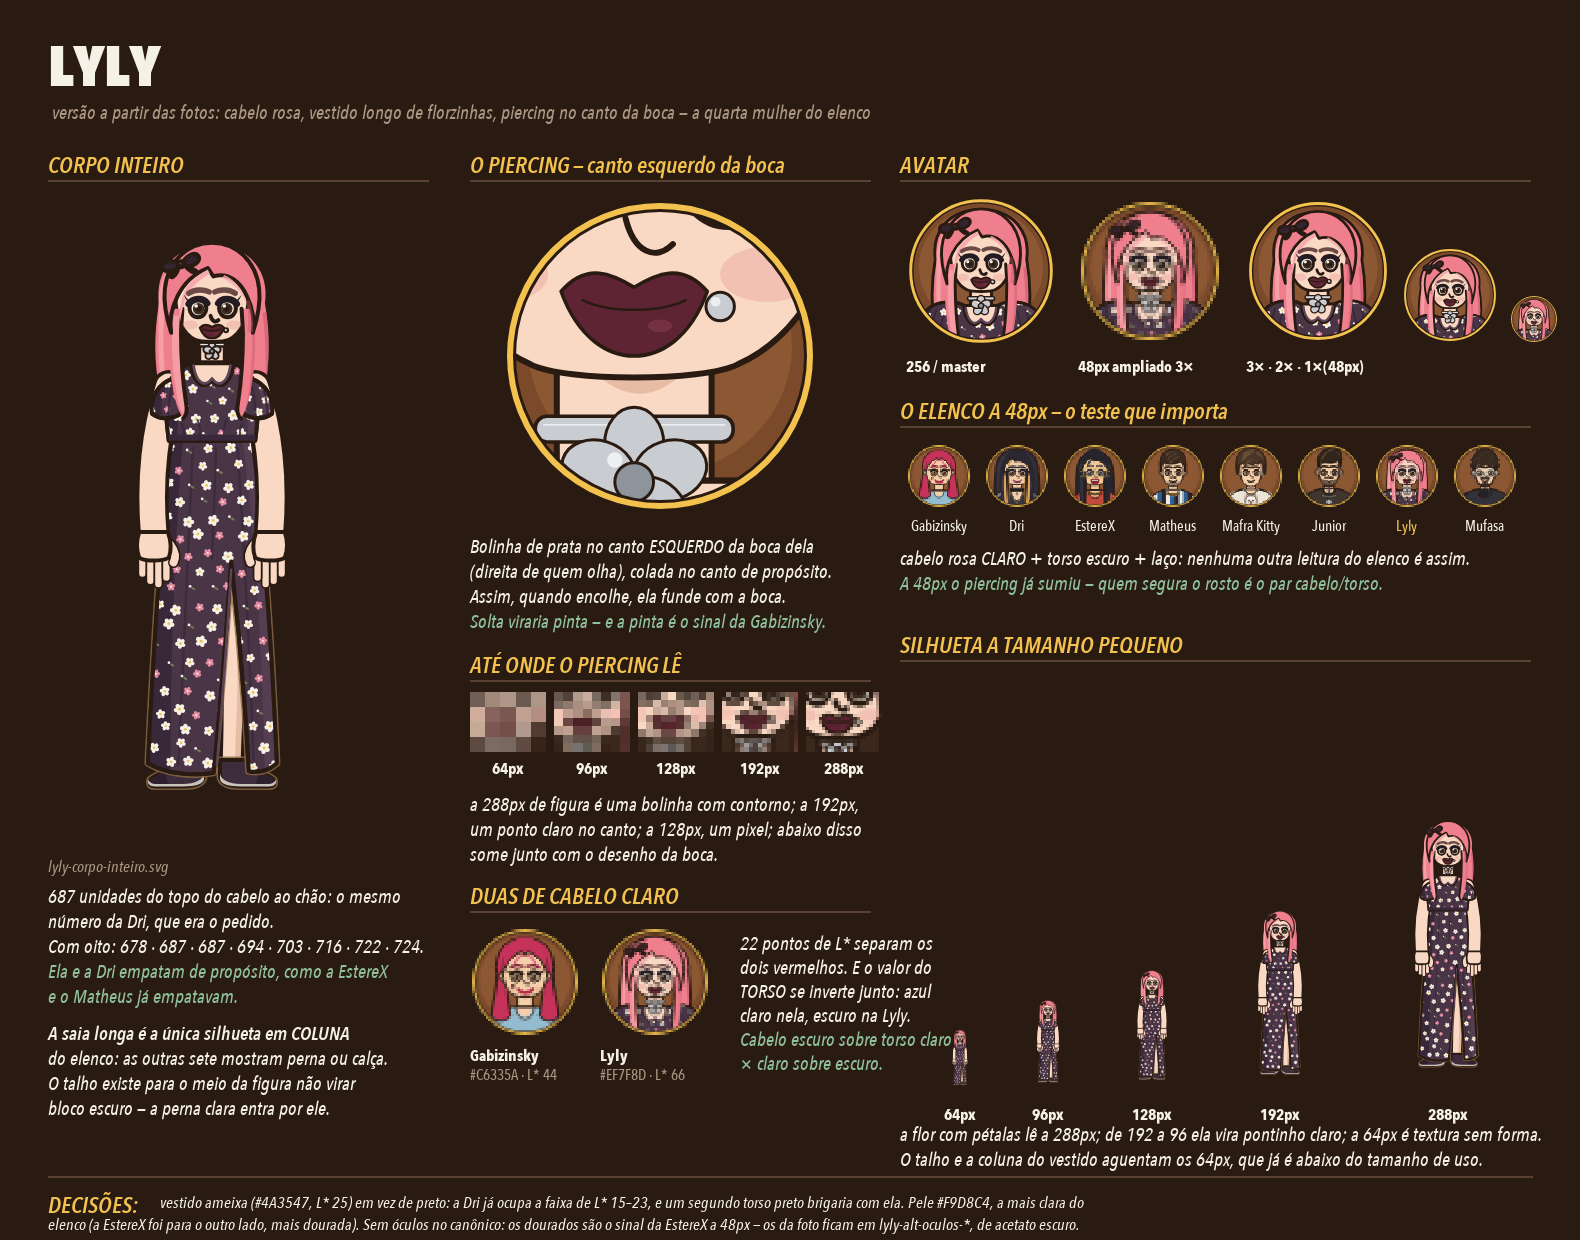 LYLY
versão a partir das fotos: cabelo rosa, vestido longo de florzinhas, piercing no canto da boca – a quarta mulher do elenco
CORPO INTEIRO
lyly-corpo-inteiro.svg
687 unidades do topo do cabelo ao chão: o mesmo
número da Dri, que era o pedido.
Com oito: 678 · 687 · 687 · 694 · 703 · 716 · 722 · 724.
Ela e a Dri empatam de propósito, como a EstereX
e o Matheus já empatavam.
A saia longa é a única silhueta em COLUNA
do elenco: as outras sete mostram perna ou calça.
O talho existe para o meio da figura não virar
bloco escuro – a perna clara entra por ele.
O PIERCING – canto esquerdo da boca
Bolinha de prata no canto ESQUERDO da boca dela
(direita de quem olha), colada no canto de propósito.
Assim, quando encolhe, ela funde com a boca.
Solta viraria pinta – e a pinta é o sinal da Gabizinsky.
ATÉ ONDE O PIERCING LÊ
64px 96px 128px 192px 288px
a 288px de figura é uma bolinha com contorno; a 192px,
um ponto claro no canto; a 128px, um pixel; abaixo disso
some junto com o desenho da boca.
DUAS DE CABELO CLARO
Gabizinsky Lyly
#C6335A · L* 44 #EF7F8D · L* 66
22 pontos de L* separam os
dois vermelhos. E o valor do
TORSO se inverte junto: azul
claro nela, escuro na Lyly.
Cabelo escuro sobre torso claro
× claro sobre escuro.
AVATAR
256 / master 48px ampliado 3× 3× · 2× · 1×(48px)
O ELENCO A 48px – o teste que importa
Gabizinsky Dri EstereX Matheus Mafra Kitty Junior Lyly Mufasa
cabelo rosa CLARO + torso escuro + laço: nenhuma outra leitura do elenco é assim.
A 48px o piercing já sumiu – quem segura o rosto é o par cabelo/torso.
SILHUETA A TAMANHO PEQUENO
64px 96px 128px 192px 288px
a flor com pétalas lê a 288px; de 192 a 96 ela vira pontinho claro; a 64px é textura sem forma.
O talho e a coluna do vestido aguentam os 64px, que já é abaixo do tamanho de uso.
DECISÕES: vestido ameixa (#4A3547, L* 25) em vez de preto: a Dri já ocupa a faixa de L* 15–23, e um segundo torso preto brigaria com ela. Pele #F9D8C4, a mais clara do
elenco (a EstereX foi para o outro lado, mais dourada). Sem óculos no canônico: os dourados são o sinal da EstereX a 48px – os da foto ficam em lyly-alt-oculos-*, de acetato escuro.